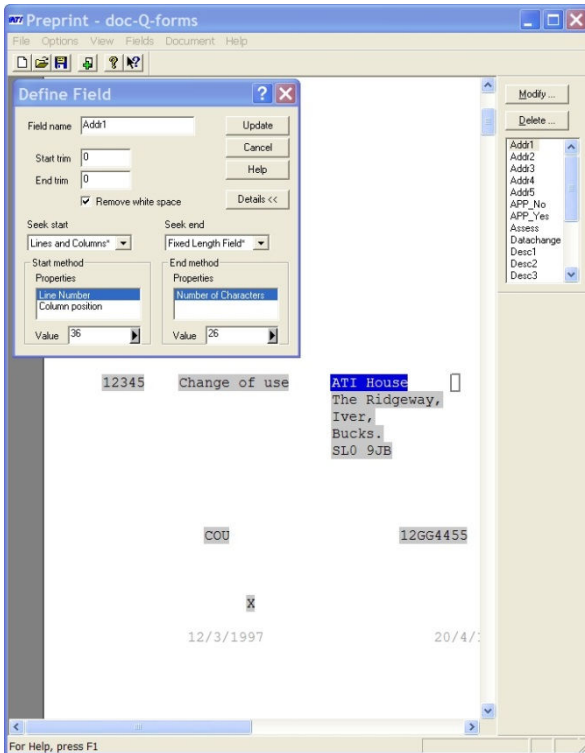 ATI Preprint - doc-Q-forms
File Options View Fields Document Help
Define Field
Field name Addr1 Update
Cancel
Start trim 0
Help
End trim 0
Remove white space Details <<
Seek start Seek end
Lines and Columns* Fixed Length Field*
Start method End method
Properties Properties
Line Number Number of Characters
Column position
Value 36 Value 26
Modify ...
Delete ...
Addr1
Addr2
Addr3
Addr4
Addr5
APP_No
APP_Yes
Assess
Datachange
Desc1
Desc2
Desc3
12345 Change of use ATI House
The Ridgeway,
Iver,
Bucks.
SL0 9JB
COU 12GG4455
X
12/3/1997 20/4/
For Help, press F1